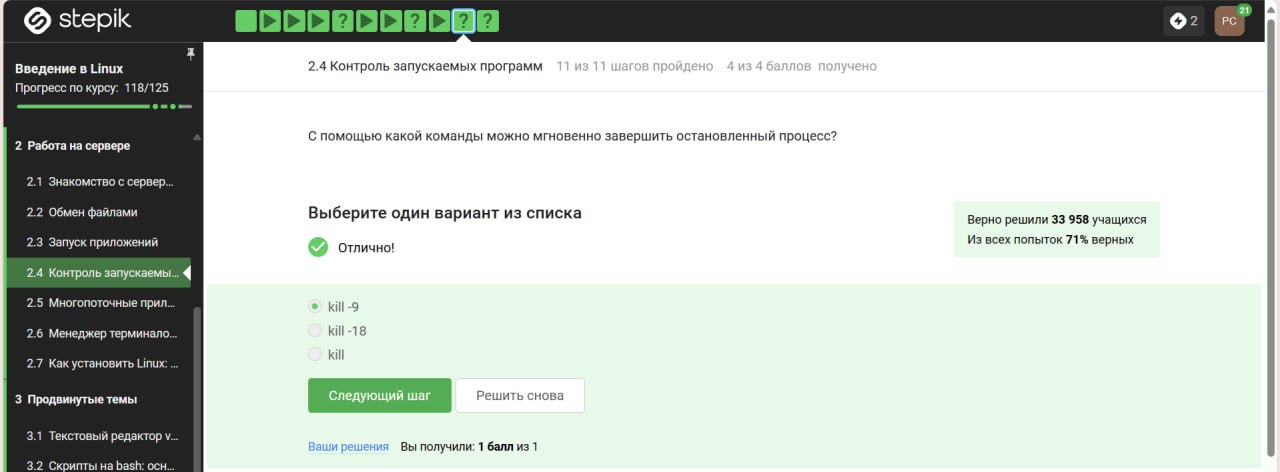 stepik
? ? ? ?
2
PC
21
Введение в Linux
Прогресс по курсу: 118/125
2 Работа на сервере
2.1 Знакомство с сервер...
2.2 Обмен файлами
2.3 Запуск приложений
2.4 Контроль запускаемы...
2.5 Многопоточные прил...
2.6 Менеджер терминало...
2.7 Как установить Linux: ...
3 Продвинутые темы
3.1 Текстовый редактор v...
3.2 Скрипты на bash: осн...
2.4 Контроль запускаемых программ 11 из 11 шагов пройдено 4 из 4 баллов получено
С помощью какой команды можно мгновенно завершить остановленный процесс?
Выберите один вариант из списка
Отлично!
Верно решили 33 958 учащихся
Из всех попыток 71% верных
kill -9
kill -18
kill
Следующий шаг
Решить снова
Ваши решения Вы получили: 1 балл из 1